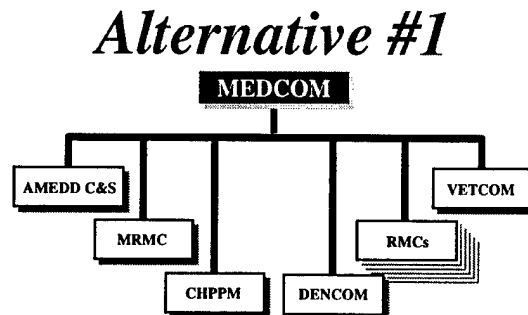 Alternative #1
MEDCOM
AMEDD C&S
VETCOM
MRMC
RMCs
CHPPM
DENCOM